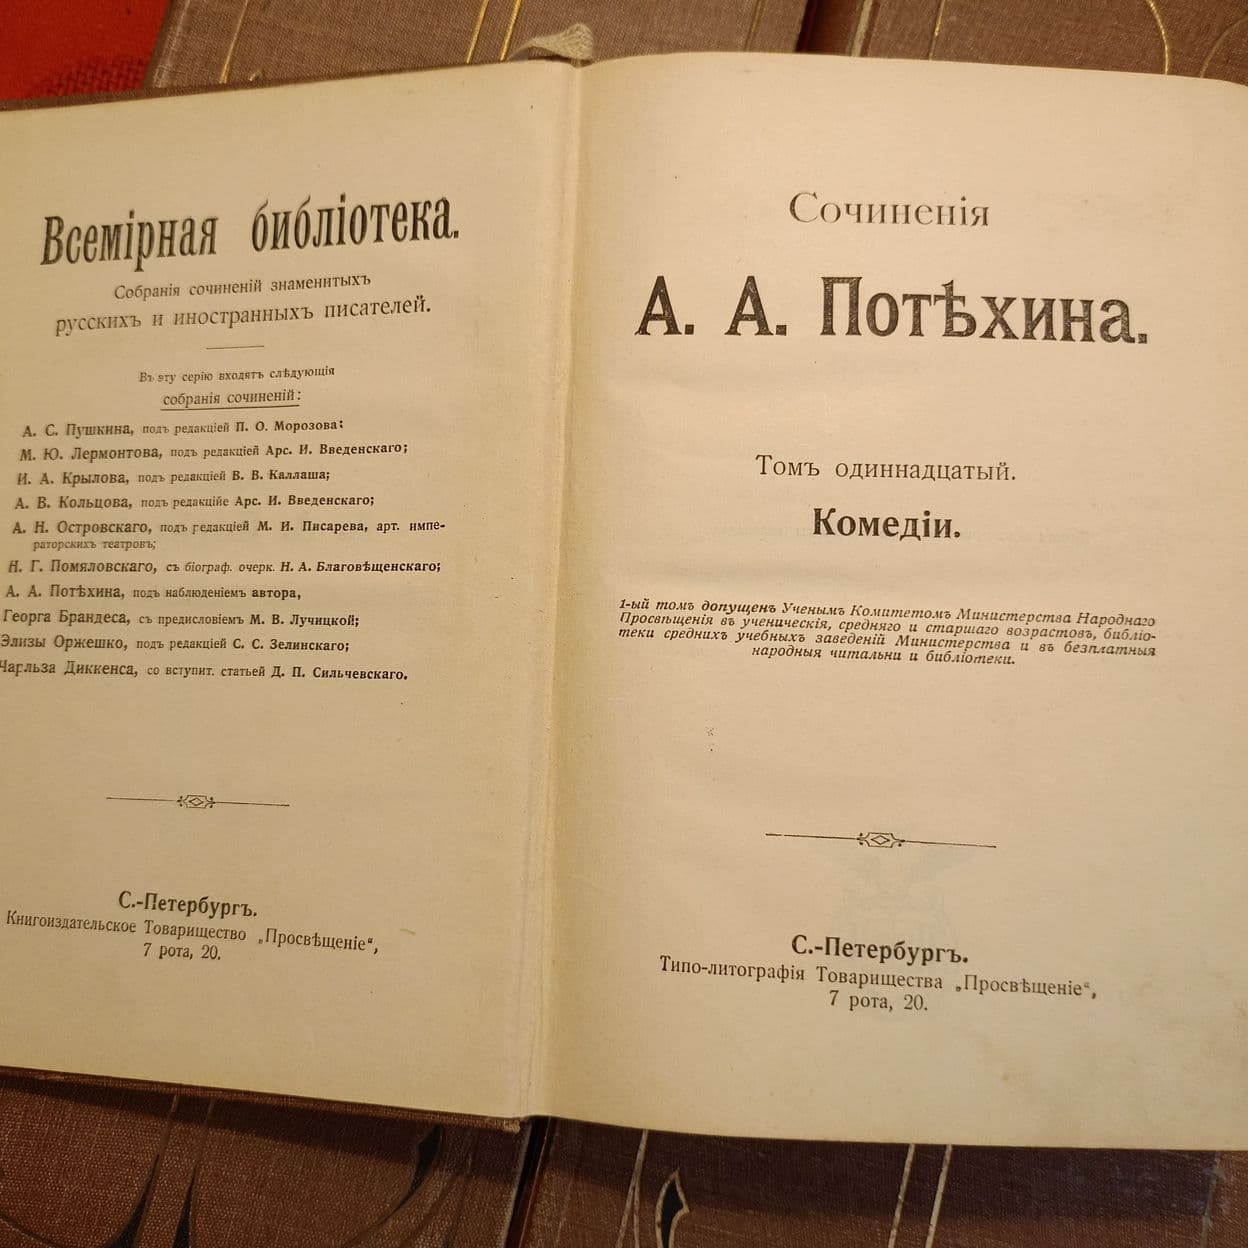 Всемірная библіотека.
Собранія сочиненій знаменитыхъ
русскихъ и иностранныхъ писателей.
Въ эту серію входятъ слѣдующія
собранія сочиненій:
А. С. Пушкина, подъ редакціей П. О. Морозова;
М. Ю. Лермонтова, подъ редакціей Арс. И. Введенскаго;
И. А. Крылова, подъ редакціей В. В. Каллаша;
А. В. Кольцова, подъ редакційе Арс. И. Введенскаго;
А. Н. Островскаго, подъ редакціей М. И. Писарева, арт. импе-
раторскихъ театровъ;
Н. Г. Помяловскаго, съ біограф. очерк. Н. А. Благовѣщенскаго;
А. А. Потѣхина, подъ наблюденіемъ автора,
Георга Брандеса, съ предисловіемъ М. В. Лучицкой;
Элизы Оржешко, подъ редакціей С. С. Зелинскаго;
Чарльза Диккенса, со вступит. статьей Д. П. Сильчевскаго.
С.-Петербургъ.
Книгоиздательское Товарищество „Просвѣщеніе“,
7 рота, 20.
Сочиненія
А. А. Потѣхина.
Томъ одиннадцатый.
Комедіи.
1-ый томъ допущенъ Ученымъ Комитетомъ Министерства Народнаго
Просвѣщенія въ ученическія, средняго и старшаго возрастовъ, библіо-
теки среднихъ учебныхъ заведеній Министерства и въ безплатныя
народныя читальни и библіотеки.
С.-Петербургъ.
Типо-литографія Товарищества „Просвѣщеніе“,
7 рота, 20.